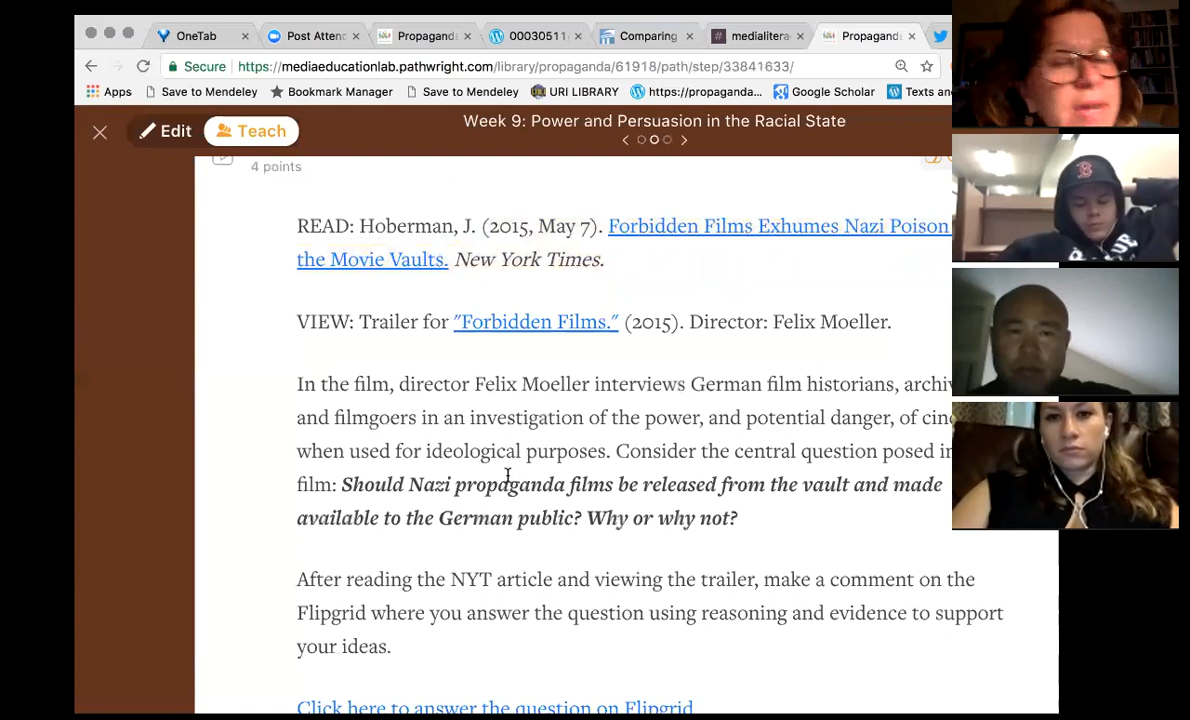 OneTab
Post Attenc
Propagand
00030511
Comparing
medialitera
Propagand
Secure
https://mediaeducationlab.pathwright.com/library/propaganda/61918/path/step/33841633/
Apps
Save to Mendeley
Bookmark Manager
Save to Mendeley
URI LIBRARY
https://propaganda...
Google Scholar
Texts an
Edit
Teach
Week 9: Power and Persuasion in the Racial State
4 points
READ: Hoberman, J. (2015, May 7). Forbidden Films Exhumes Nazi Poison
the Movie Vaults. New York Times.
VIEW: Trailer for "Forbidden Films." (2015). Director: Felix Moeller.
In the film, director Felix Moeller interviews German film historians, archiv
and filmgoers in an investigation of the power, and potential danger, of cine
when used for ideological purposes. Consider the central question posed in
film: Should Nazi propaganda films be released from the vault and made
available to the German public? Why or why not?
After reading the NYT article and viewing the trailer, make a comment on the
Flipgrid where you answer the question using reasoning and evidence to support
your ideas.
Click here to answer the question on Flipgrid
B